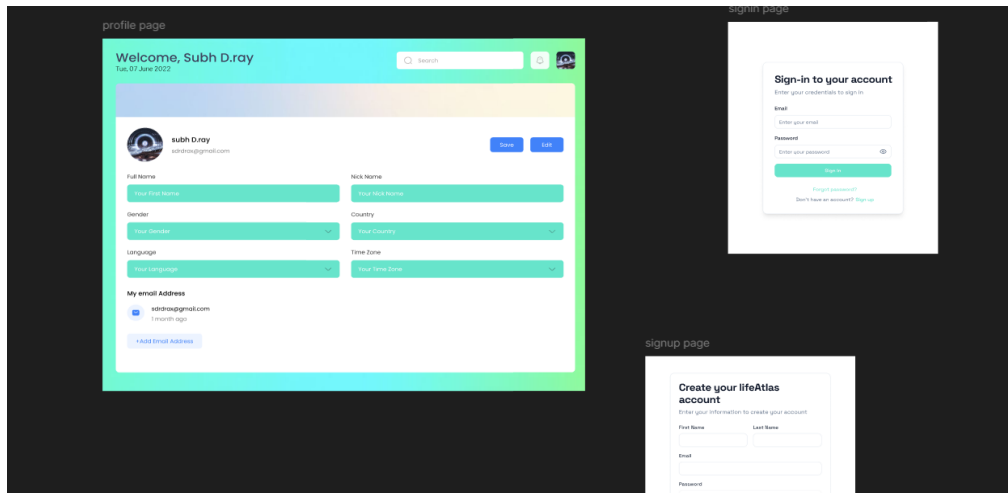 profile page
Welcome, Subh D.ray
Tue, 07 June 2022
Search
subh D.ray
sdrdrax@gmail.com
Save
Edit
Full Name
Nick Name
Your First Name
Your Nick Name
Gender
Country
Your Gender
Your Country
Language
Time Zone
Your Language
Your Time Zone
My email Address
sdrdrax@gmail.com
1 month ago
+Add Email Address
signin page
Sign-in to your account
Enter your credentials to sign in
Email
Enter your email
Password
Enter your password
Sign in
Forgot password?
Don't have an account? Sign up
signup page
Create your lifeAtlas
account
Enter your information to create your account
First Name
Last Name
Email
Password